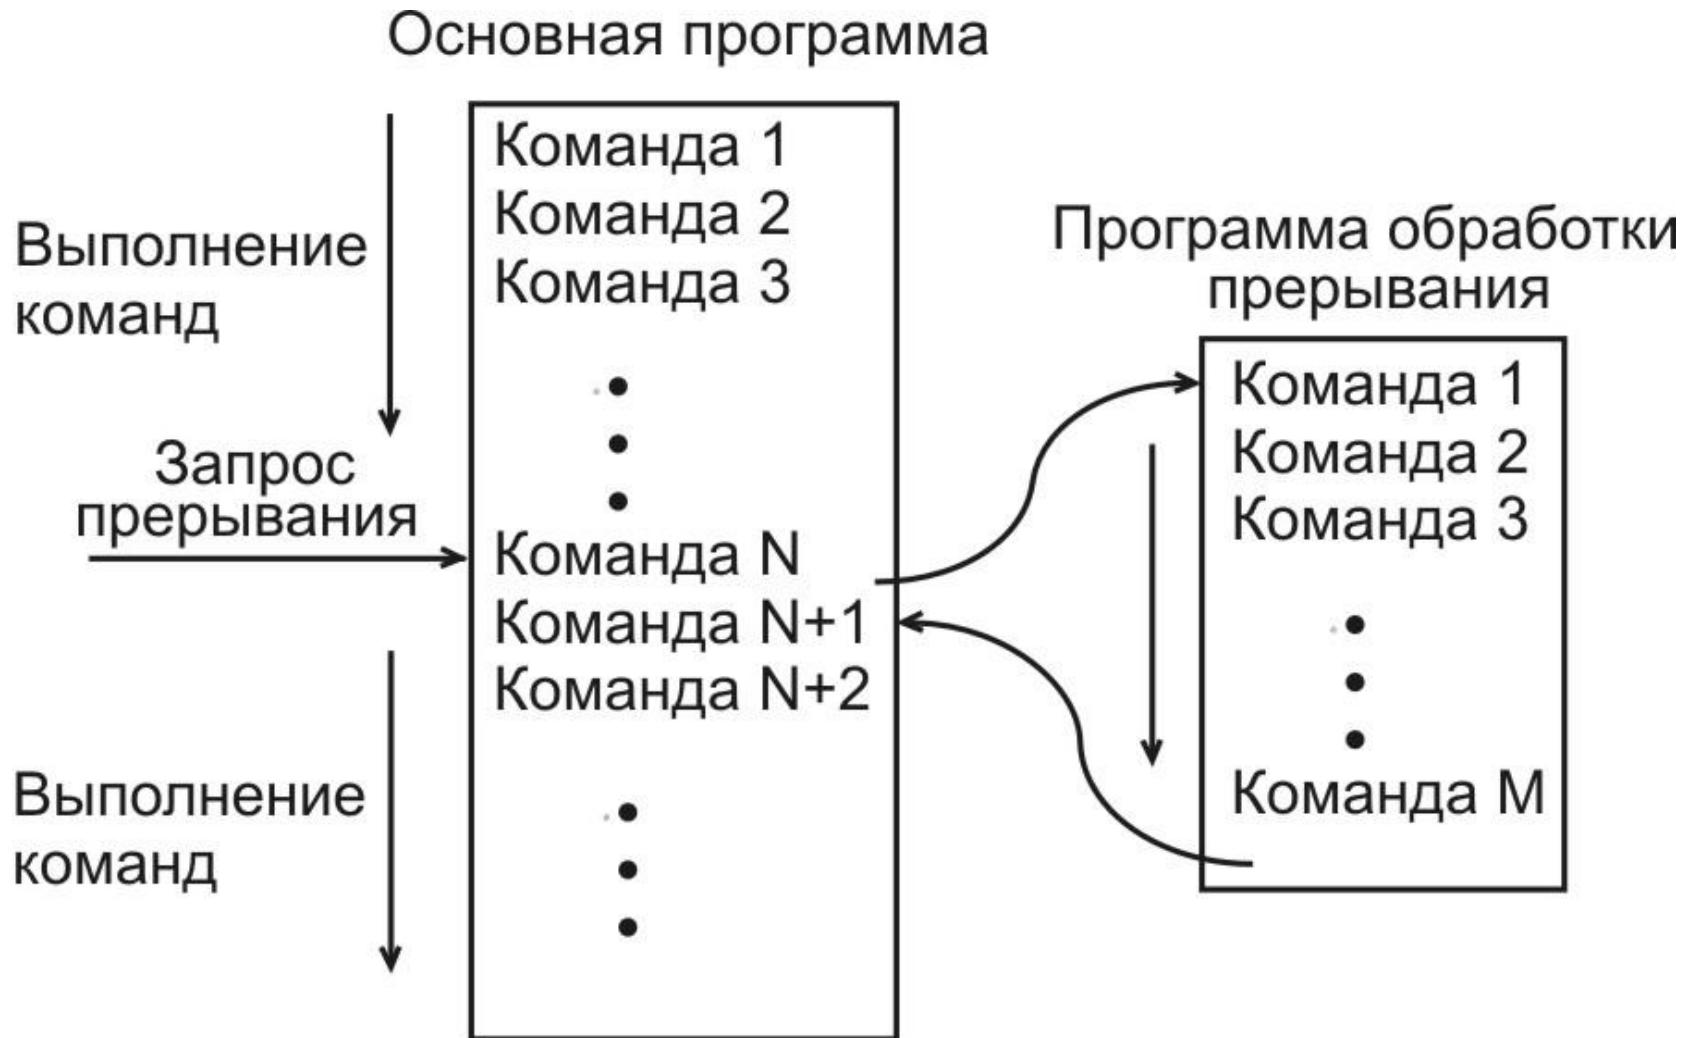 Основная программа
Выполнение
команд
Запрос
прерывания
Выполнение
команд
Команда 1
Команда 2
Команда 3
Команда N
Команда N+1
Команда N+2
Программа обработки
прерывания
Команда 1
Команда 2
Команда 3
Команда M